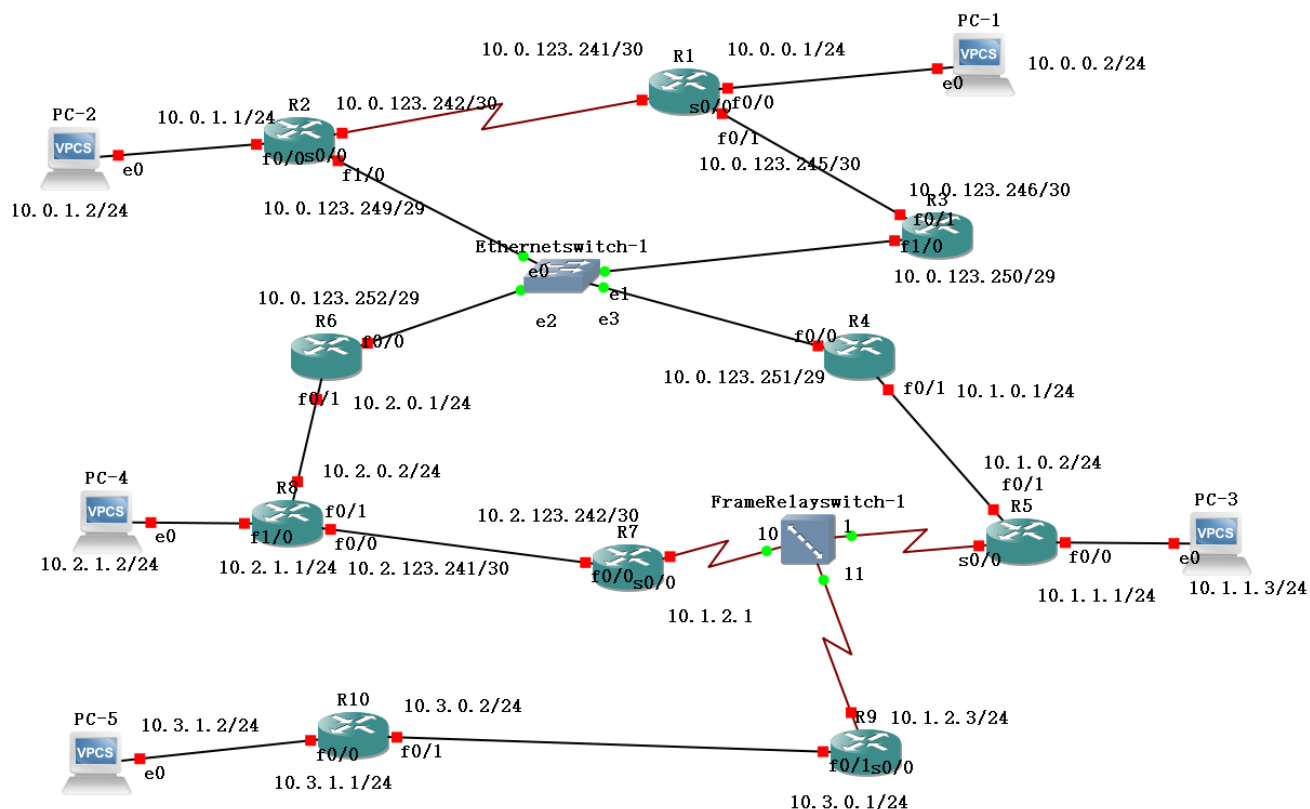 PC-1
10.0.123.241/30
R1
10.0.0.1/24
10.0.0.2/24
VPCS
e0
s0/0
f0/0
f0/1
PC-2
10.0.1.1/24
R2
10.0.123.242/30
VPCS
e0
f0/0
s0/0
f1/0
10.0.1.2/24
10.0.123.249/29
10.0.123.245/30
10.0.123.246/30
R3
f0/1
f1/0
10.0.123.250/29
Ethernetswitch-1
e0
e1
e2
e3
10.0.123.252/29
R6
f0/0
f0/1
10.2.0.1/24
R4
f0/0
10.0.123.251/29
f0/1
10.1.0.1/24
PC-4
VPCS
e0
10.2.1.2/24
10.2.0.2/24
R8
f0/1
f1/0
f0/0
10.2.1.1/24
10.2.123.241/30
10.2.123.242/30
R7
f0/0
s0/0
10.1.2.1
FrameRelayswitch-1
10
1
11
10.1.0.2/24
f0/1
R5
s0/0
f0/0
10.1.1.1/24
PC-3
VPCS
e0
10.1.1.3/24
PC-5
VPCS
e0
10.3.1.2/24
R10
10.3.0.2/24
f0/0
f0/1
10.3.1.1/24
R9
10.1.2.3/24
f0/1
s0/0
10.3.0.1/24